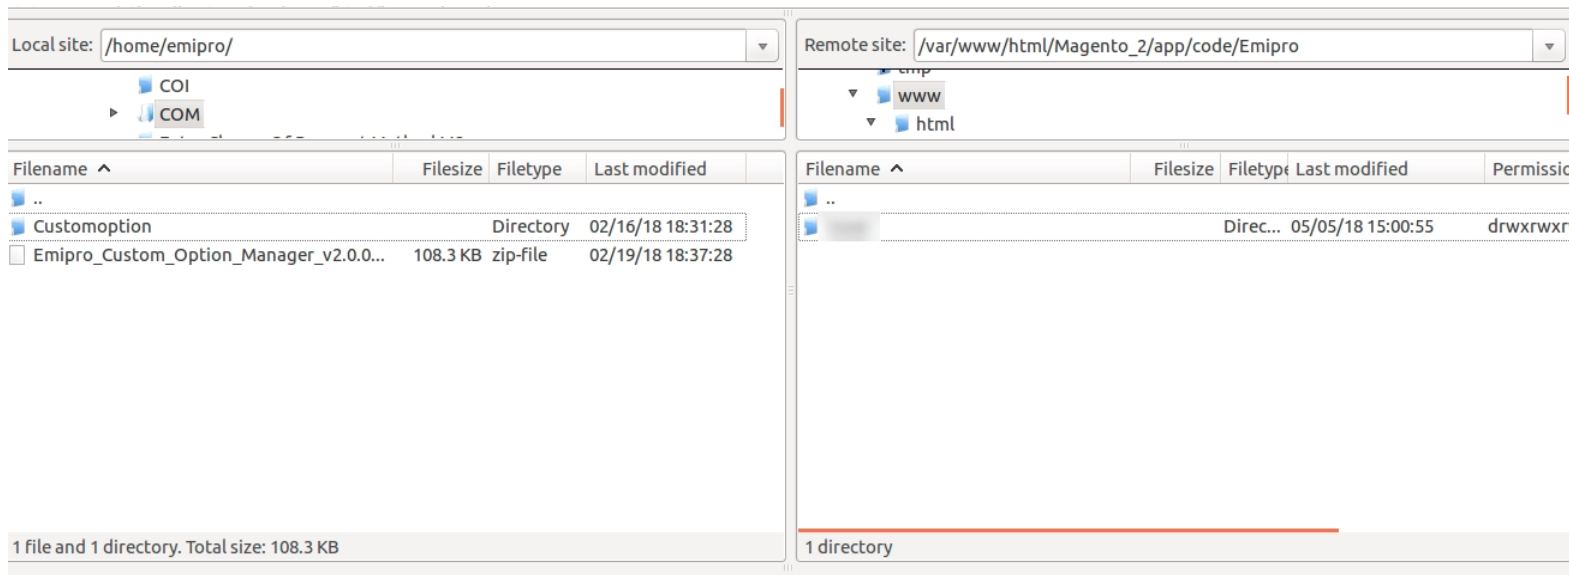 Local site: /home/emipro/
COI
COM
Filename Filesize Filetype Last modified
..
Customoption Directory 02/16/18 18:31:28
Emipro_Custom_Option_Manager_v2.0.0... 108.3 KB zip-file 02/19/18 18:37:28
1 file and 1 directory. Total size: 108.3 KB
Remote site: /var/www/html/Magento_2/app/code/Emipro
tmp
www
html
Filename Filesize Filetype Last modified Permissic
..
Direc... 05/05/18 15:00:55 drwxrwxr
1 directory